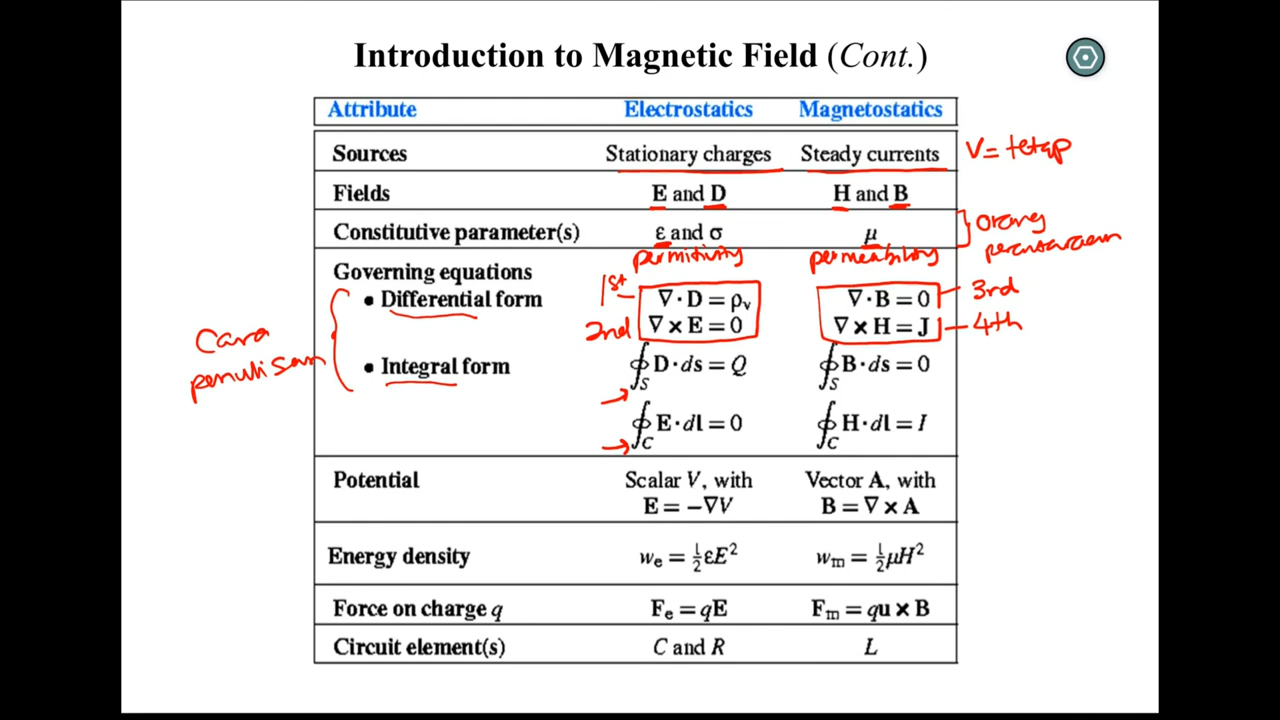 Introduction to Magnetic Field (Cont.)
Attribute Electrostatics Magnetostatics
Sources Stationary charges Steady currents V = tetap
Fields E and D H and B
Constitutive parameter(s) ε and σ μ orang
permitivity permeability
Governing equations
• Differential form 1st ∇ · D = ρv ∇ · B = 0 3rd
2nd ∇ × E = 0 ∇ × H = J 4th
Cara penulisan
• Integral form ∮S D · ds = Q ∮S B · ds = 0
∮C E · dl = 0 ∮C H · dl = I
Potential Scalar V, with Vector A, with
E = −∇V B = ∇ × A
Energy density we = ½εE² wm = ½μH²
Force on charge q Fe = qE Fm = qu × B
Circuit element(s) C and R L